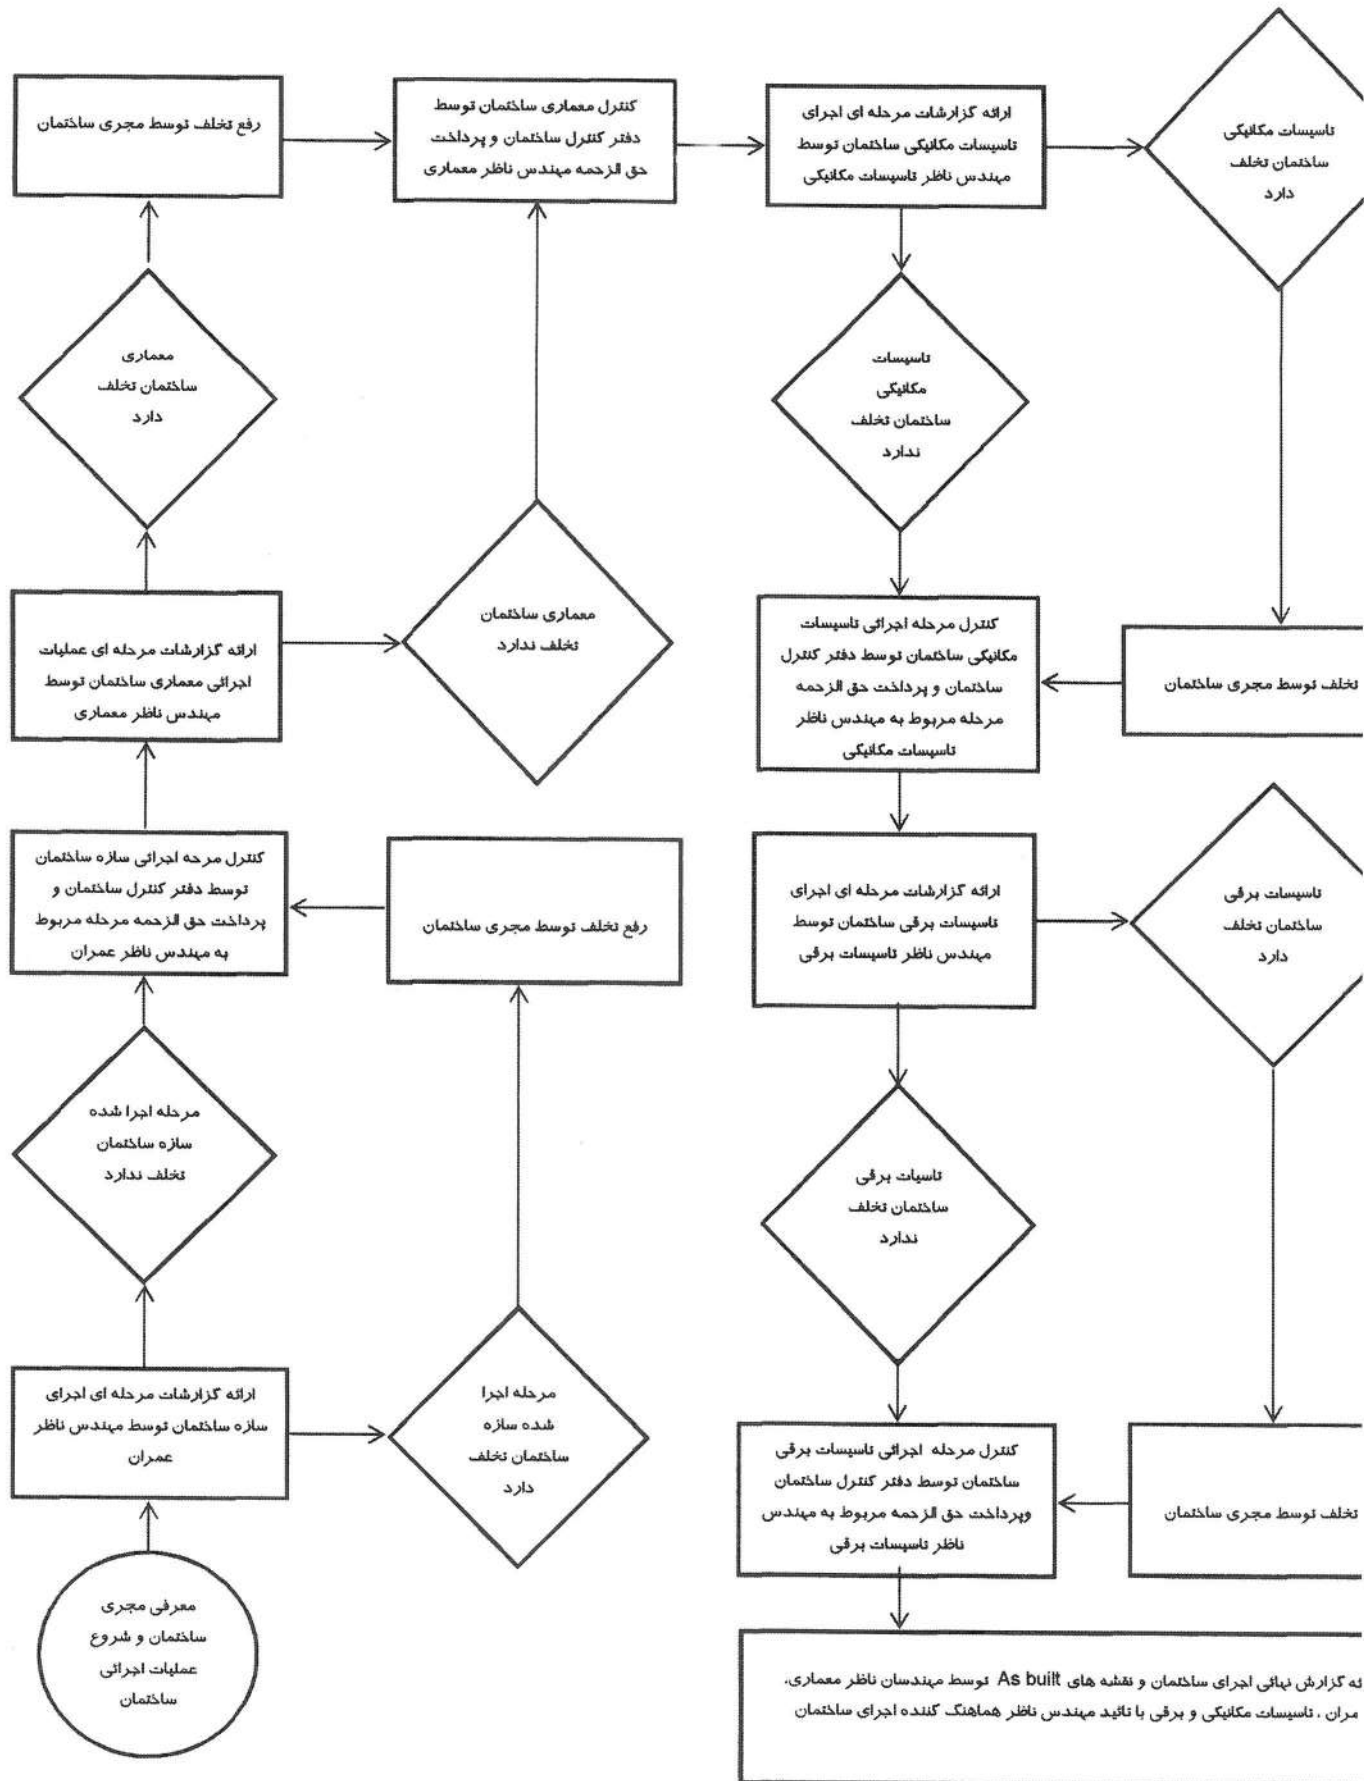 رفع تخلف توسط مجری ساختمان
کنترل معماری ساختمان توسط
دفتر کنترل ساختمان و پرداخت
حق الزحمه مهندس ناظر معماری
ارائه گزارشات مرحله ای اجرای
تاسیسات مکانیکی ساختمان توسط
مهندس ناظر تاسیسات مکانیکی
تاسیسات مکانیکی
ساختمان تخلف
دارد
معماری
ساختمان تخلف
دارد
تاسیسات
مکانیکی
ساختمان تخلف
ندارد
ارائه گزارشات مرحله ای عملیات
اجرائی معماری ساختمان توسط
مهندس ناظر معماری
معماری ساختمان
تخلف ندارد
کنترل مرحله اجرائی تاسیسات
مکانیکی ساختمان توسط دفتر کنترل
ساختمان و پرداخت حق الزحمه
مرحله مربوط به مهندس ناظر
تاسیسات مکانیکی
تخلف توسط مجری ساختمان
کنترل مرحه اجرائی سازه ساختمان
توسط دفتر کنترل ساختمان و
پرداخت حق الزحمه مرحله مربوط
به مهندس ناظر عمران
رفع تخلف توسط مجری ساختمان
ارائه گزارشات مرحله ای اجرای
تاسیسات برقی ساختمان توسط
مهندس ناظر تاسیسات برقی
تاسیسات برقی
ساختمان تخلف
دارد
مرحله اجرا شده
سازه ساختمان
تخلف ندارد
تاسیات برقی
ساختمان تخلف
ندارد
ارائه گزارشات مرحله ای اجرای
سازه ساختمان توسط مهندس ناظر
عمران
مرحله اجرا
شده سازه
ساختمان تخلف
دارد
کنترل مرحله اجرائی تاسیسات برقی
ساختمان توسط دفتر کنترل ساختمان
وپرداخت حق الزحمه مربوط به مهندس
ناظر تاسیسات برقی
تخلف توسط مجری ساختمان
معرفی مجری
ساختمان و شروع
عملیات اجرائی
ساختمان
ئه گزارش نهائی اجرای ساختمان و نقشه های As built توسط مهندسان ناظر معماری،
مران ، تاسیسات مکانیکی و برقی با تائید مهندس ناظر هماهنگ کننده اجرای ساختمان